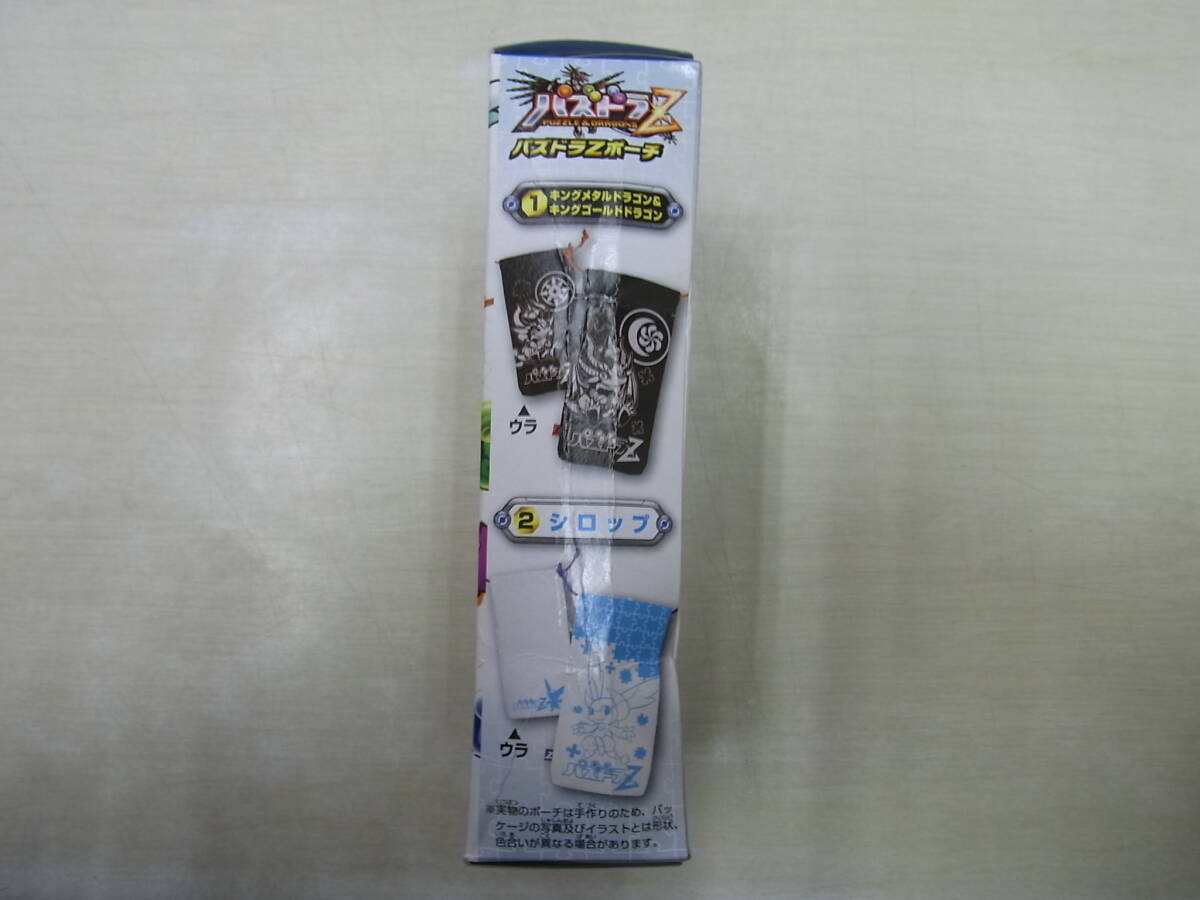 パズドラZ
PUZZLE & DRAGONS
パズドラZポーチ
1 キングメタルドラゴン&
キングゴールドドラゴン
パズドラZ
▲
ウラ
2 シロップ
パズドラZ
▲
ウラ
パズドラZ
※実物のポーチは手作りのため、パッ
ケージの写真及びイラストとは形状、
色合いが異なる場合があります。